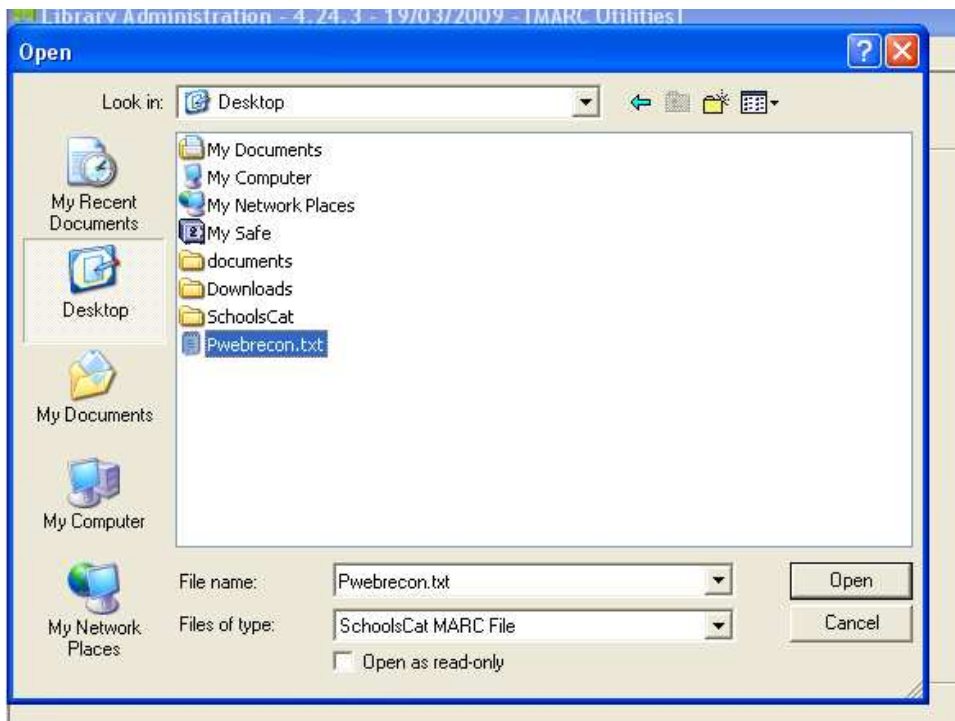 Library Administration - 4.24.3 - 19/03/2009 - [MARC Utilities]
Open
?
Look in:
Desktop
My Recent
Documents
Desktop
My Documents
My Computer
My Network
Places
My Documents
My Computer
My Network Places
My Safe
documents
Downloads
SchoolsCat
Pwebrecon.txt
File name:
Pwebrecon.txt
Open
Files of type:
SchoolsCat MARC File
Cancel
Open as read-only